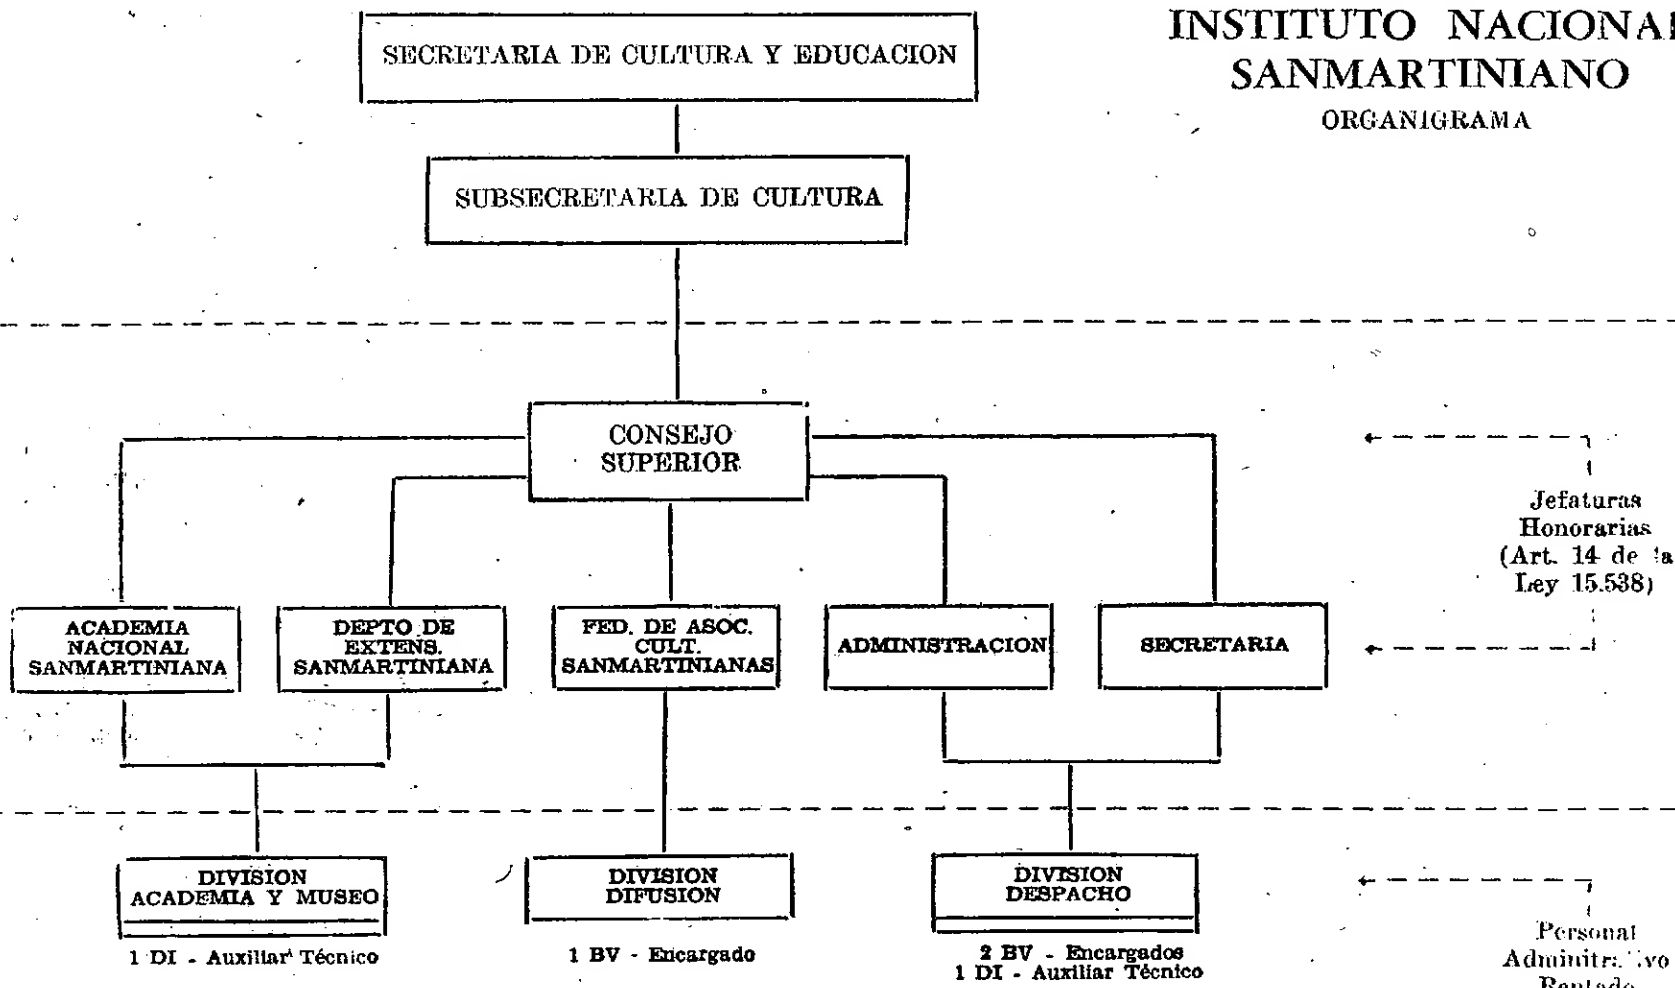 INSTITUTO NACIONAL
SANMARTINIANO
ORGANIGRAMA
SECRETARIA DE CULTURA Y EDUCACION
SUBSECRETARIA DE CULTURA
CONSEJO
SUPERIOR
Jefaturas
Honorarias
(Art. 14 de la
Ley 15.538)
ACADEMIA
NACIONAL
SANMARTINIANA
DEPTO DE
EXTENS.
SANMARTINIANA
FED. DE ASOC.
CULT.
SANMARTINIANAS
ADMINISTRACION
SECRETARIA
DIVISION
ACADEMIA Y MUSEO
1 DI - Auxiliar Técnico
DIVISION
DIFUSION
1 BV - Encargado
DIVISION
DESPACHO
2 BV - Encargados
1 DI - Auxiliar Técnico
Personal
Rentado